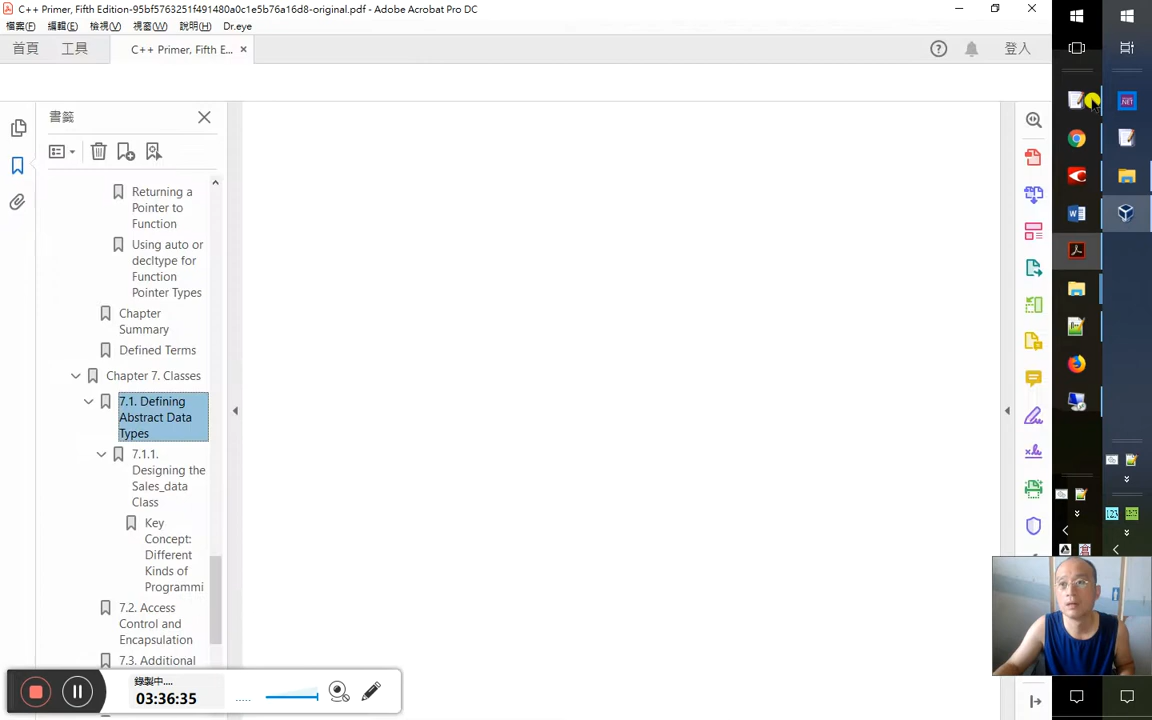 C++ Primer, Fifth Edition-95bf5763251f491480a0c1e5b76a16d8-original.pdf - Adobe Acrobat Pro DC
檔案(F) 編輯(E) 檢視(V) 視窗(W) 說明(H) Dr.eye
首頁 工具 C++ Primer, Fifth E... 登入
書籤
Returning a
Pointer to
Function
Using auto or
decltype for
Function
Pointer Types
Chapter
Summary
Defined Terms
Chapter 7. Classes
7.1. Defining
Abstract Data
Types
7.1.1.
Designing the
Sales_data
Class
Key
Concept:
Different
Kinds of
Programmi
7.2. Access
Control and
Encapsulation
7.3. Additional
錄製中....
03:36:35